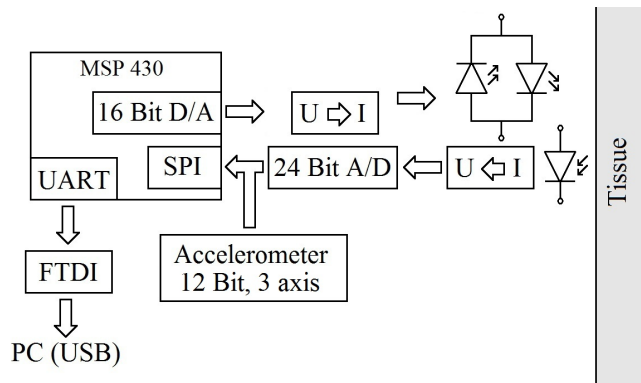 MSP 430
16 Bit D/A
U ⇨ I
SPI
24 Bit A/D
U ⇦ I
UART
Accelerometer
12 Bit, 3 axis
FTDI
PC (USB)
Tissue